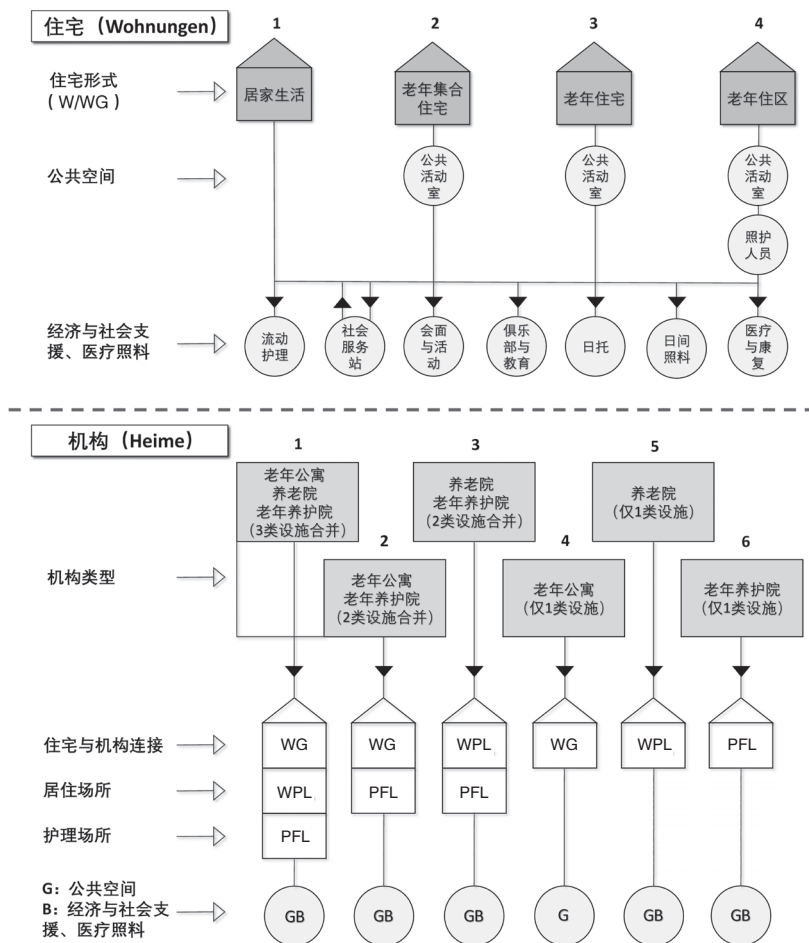 住宅（Wohnungen）
1
2
3
4
住宅形式
（W/WG）
居家生活
老年集合
住宅
老年住宅
老年住区
公共空间
公共
活动
室
公共
活动
室
公共
活动
室
照护
人员
经济与社会支
援、医疗照料
流动
护理
社会
服务
站
会面
与活
动
俱乐
部与
教育
日托
日间
照料
医疗
与康
复
机构（Heime）
1
3
5
老年公寓
养老院
老年养护院
(3类设施合并)
养老院
老年养护院
(2类设施合并)
养老院
(仅1类设施)
2
4
6
机构类型
老年公寓
老年养护院
(2类设施合并)
老年公寓
(仅1类设施)
老年养护院
(仅1类设施)
住宅与机构连接
WG
WG
WPL
WG
WPL
PFL
居住场所
WPL
PFL
PFL
护理场所
PFL
G：公共空间
B：经济与社会支
援、医疗照料
GB
GB
GB
G
GB
GB